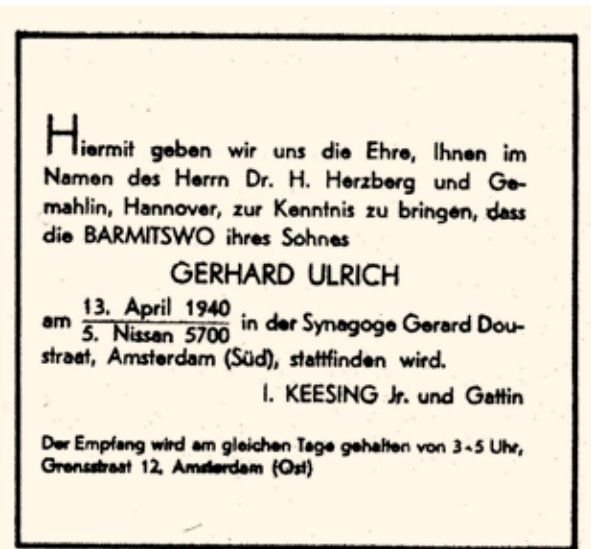 Hiermit geben wir uns die Ehre, Ihnen im
Namen des Herrn Dr. H. Herzberg und Ge-
mahlin, Hannover, zur Kenntnis zu bringen, dass
die BARMITSWO ihres Sohnes
GERHARD ULRICH
am 13. April 1940 / 5. Nissan 5700 in der Synagoge Gerard Dou-
straat, Amsterdam (Süd), stattfinden wird.
I. KEESING Jr. und Gattin
Der Empfang wird am gleichen Tage gehalten von 3-5 Uhr,
Grensstraat 12, Amsterdam (Ost)